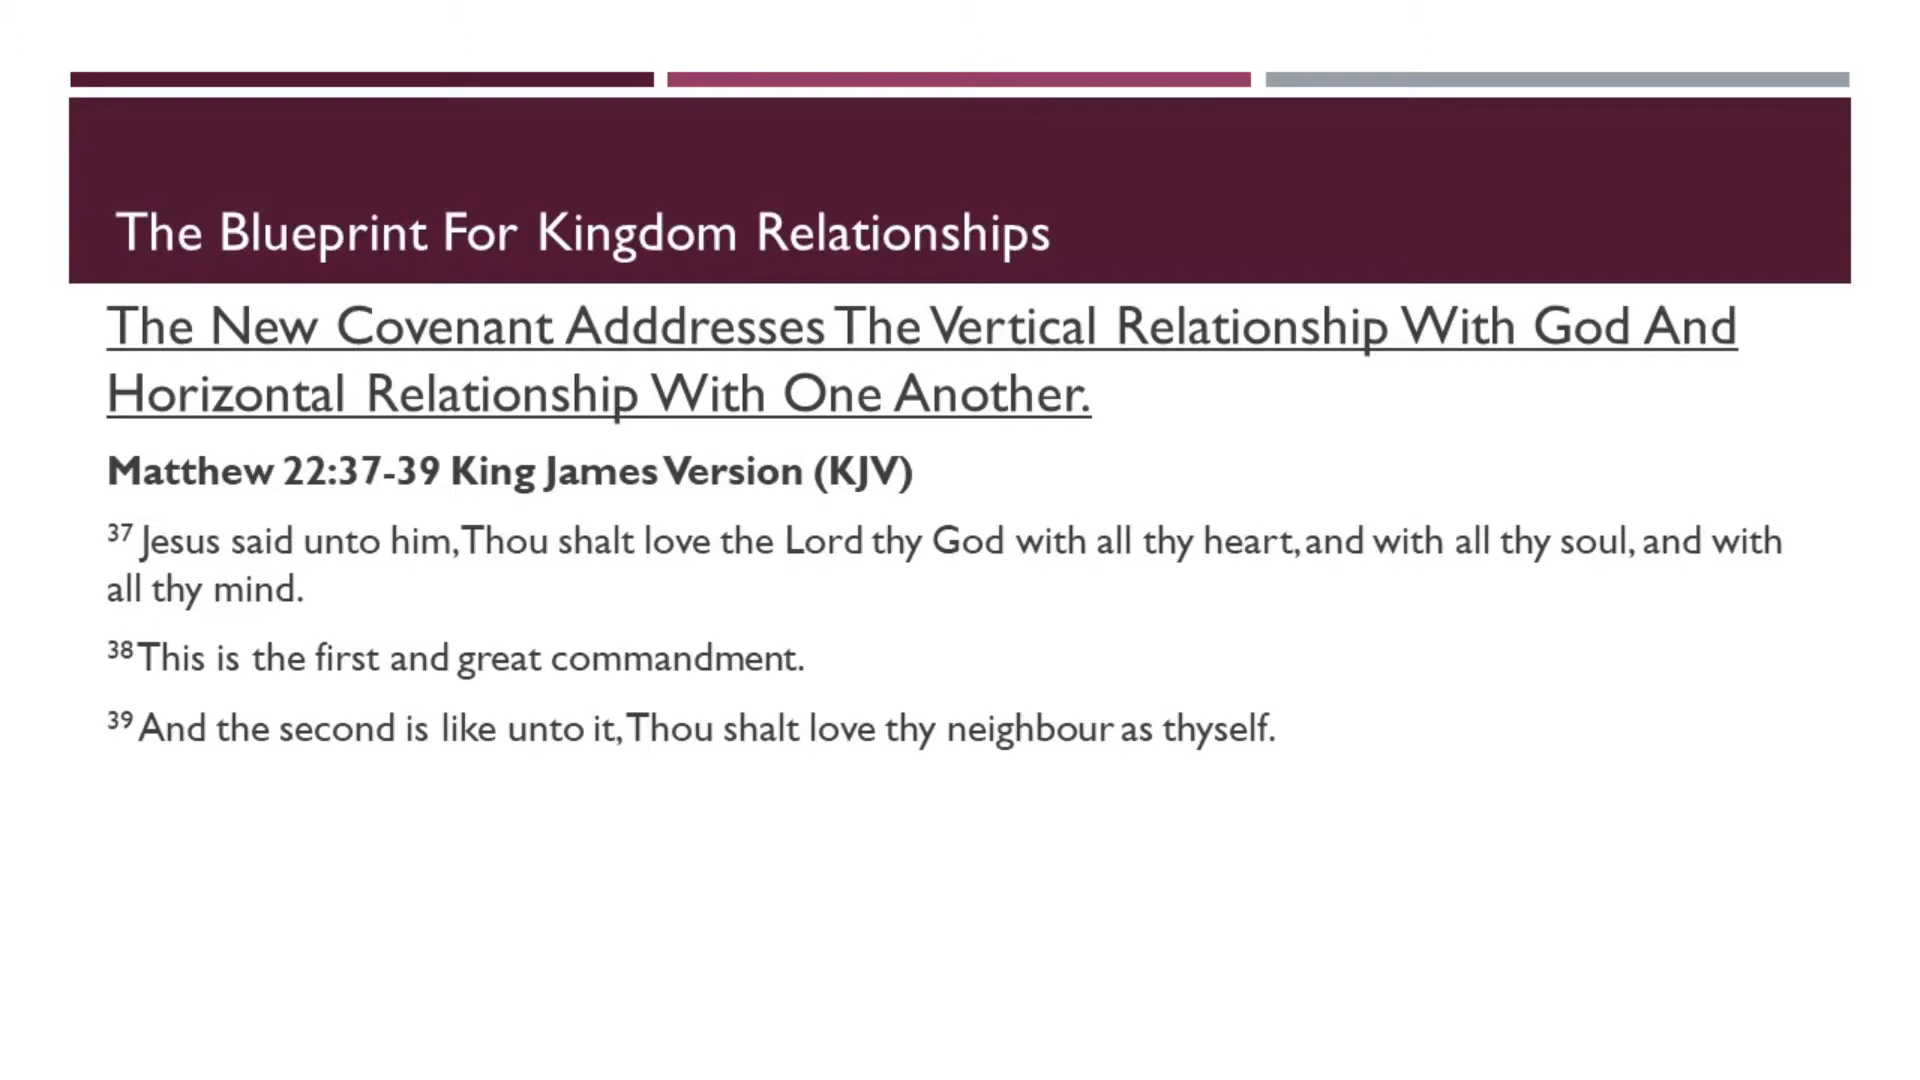 The Blueprint For Kingdom Relationships
The New Covenant Adddresses The Vertical Relationship With God And
Horizontal Relationship With One Another.
Matthew 22:37-39 King James Version (KJV)
37 Jesus said unto him, Thou shalt love the Lord thy God with all thy heart, and with all thy soul, and with
all thy mind.
38 This is the first and great commandment.
39 And the second is like unto it, Thou shalt love thy neighbour as thyself.